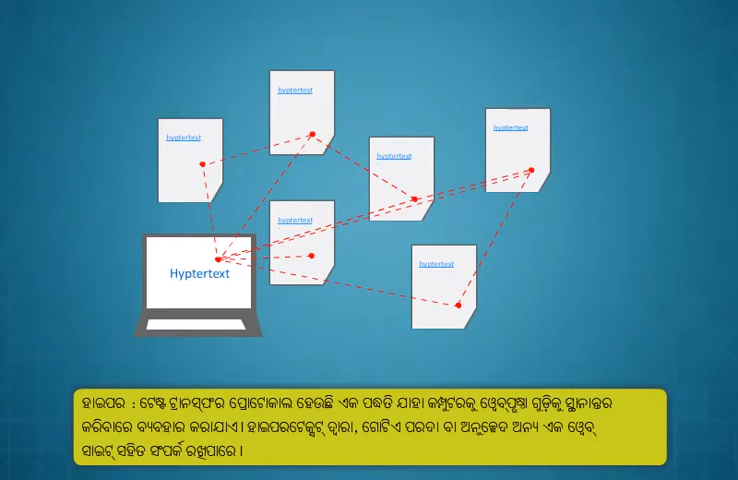 hyptertext
hyptertext
hyptertext
hyptertext
hyptertext
hyptertext
Hyptertext
ହାଇପର : ଟେଷ୍ଟ ଟ୍ରାନସ୍‌ଫର ପ୍ରୋଟୋକାଲ ହେଉଛି ଏକ ପଦ୍ଧତି ଯାହା କମ୍ପୁଟରକୁ ୱେବ୍‌ପୃଷ୍ଠା ଗୁଡ଼ିକୁ ସ୍ଥାନାନ୍ତର
କରିବାରେ ବ୍ୟବହାର କରାଯାଏ । ହାଇପରଟେକ୍ସଟ୍ ଦ୍ୱାରା, ଗୋଟିଏ ପରଦା ବା ଅନୁଚ୍ଛେଦ ଅନ୍ୟ ଏକ ୱେବ୍
ସାଇଟ୍ ସହିତ ସଂପର୍କ ରଖିପାରେ ।